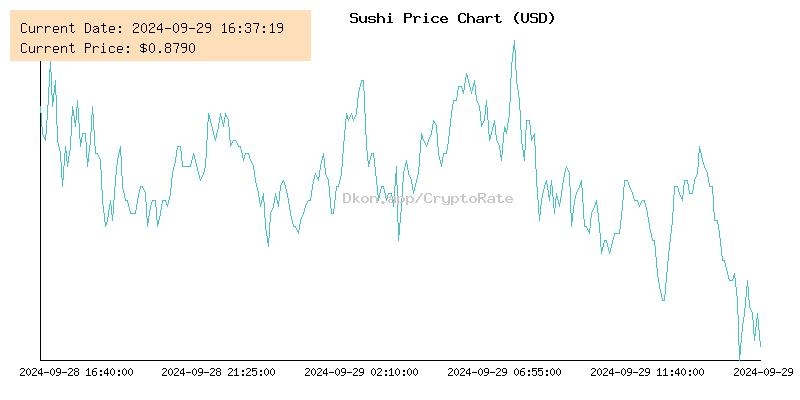 Sushi Price Chart (USD)
Current Date: 2024-09-29 16:37:19
Current Price: $0.8790
Dkon.app/CryptoRate
2024-09-28 16:40:00 2024-09-28 21:25:00 2024-09-29 02:10:00 2024-09-29 06:55:00 2024-09-29 11:40:00 2024-09-29